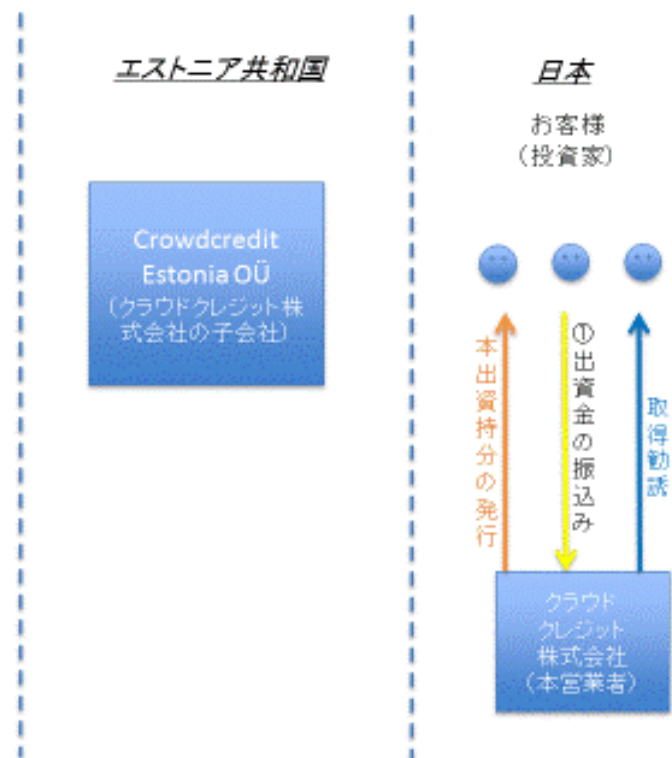 エストニア共和国
日本
お客様
（投資家）
Crowdcredit
Estonia OÜ
（クラウドクレジット株
式会社の子会社）
本出資持分の発行
①出資金の振込み
取得勧誘
クラウド
クレジット
株式会社
（本営業者）